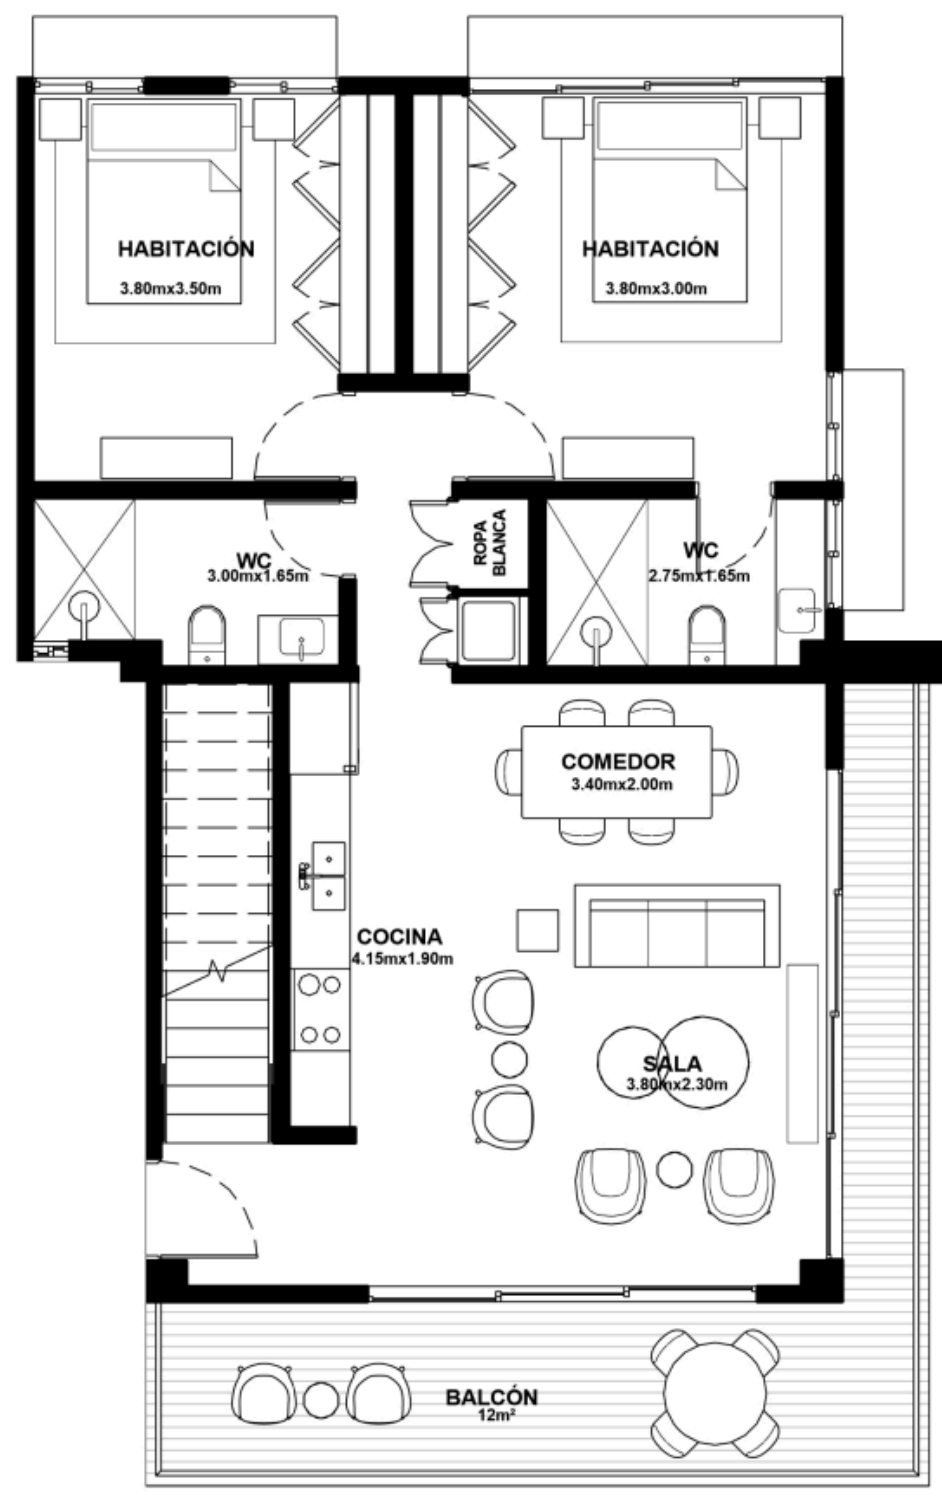 HABITACIÓN
3.80mx3.50m
HABITACIÓN
3.80mx3.00m
WC
3.00mx1.65m
ROPA
BLANCA
WC
2.75mx1.65m
COMEDOR
3.40mx2.00m
COCINA
4.15mx1.90m
SALA
3.80mx2.30m
BALCÓN
12m²